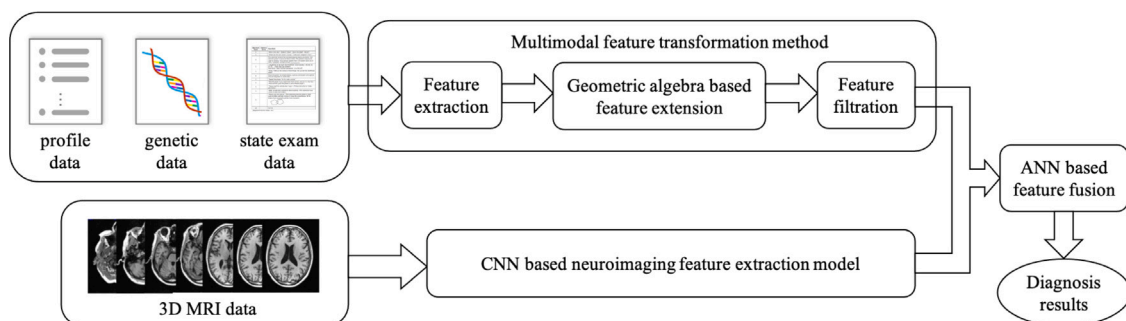 Multimodal feature transformation method
Feature
extraction
Geometric algebra based
feature extension
Feature
filtration
profile
data
genetic
data
state exam
data
ANN based
feature fusion
CNN based neuroimaging feature extraction model
3D MRI data
Diagnosis
results